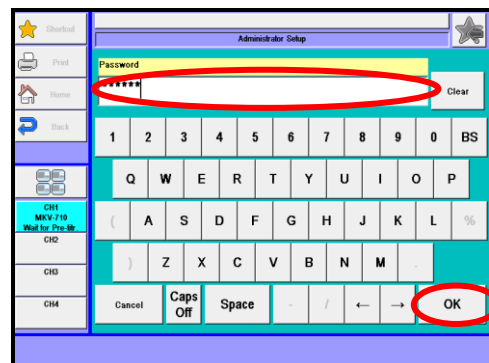 Shortcut
Administrator Setup
Print
Password
******
Clear
Home
Back
1 2 3 4 5 6 7 8 9 0 BS
Q W E R T Y U I O P
( A S D F G H J K L %
) Z X C V B N M .
Cancel Caps Off Space - / ← → OK
CH1
MKV-710
Wait for Pre-titr.
CH2
CH3
CH4